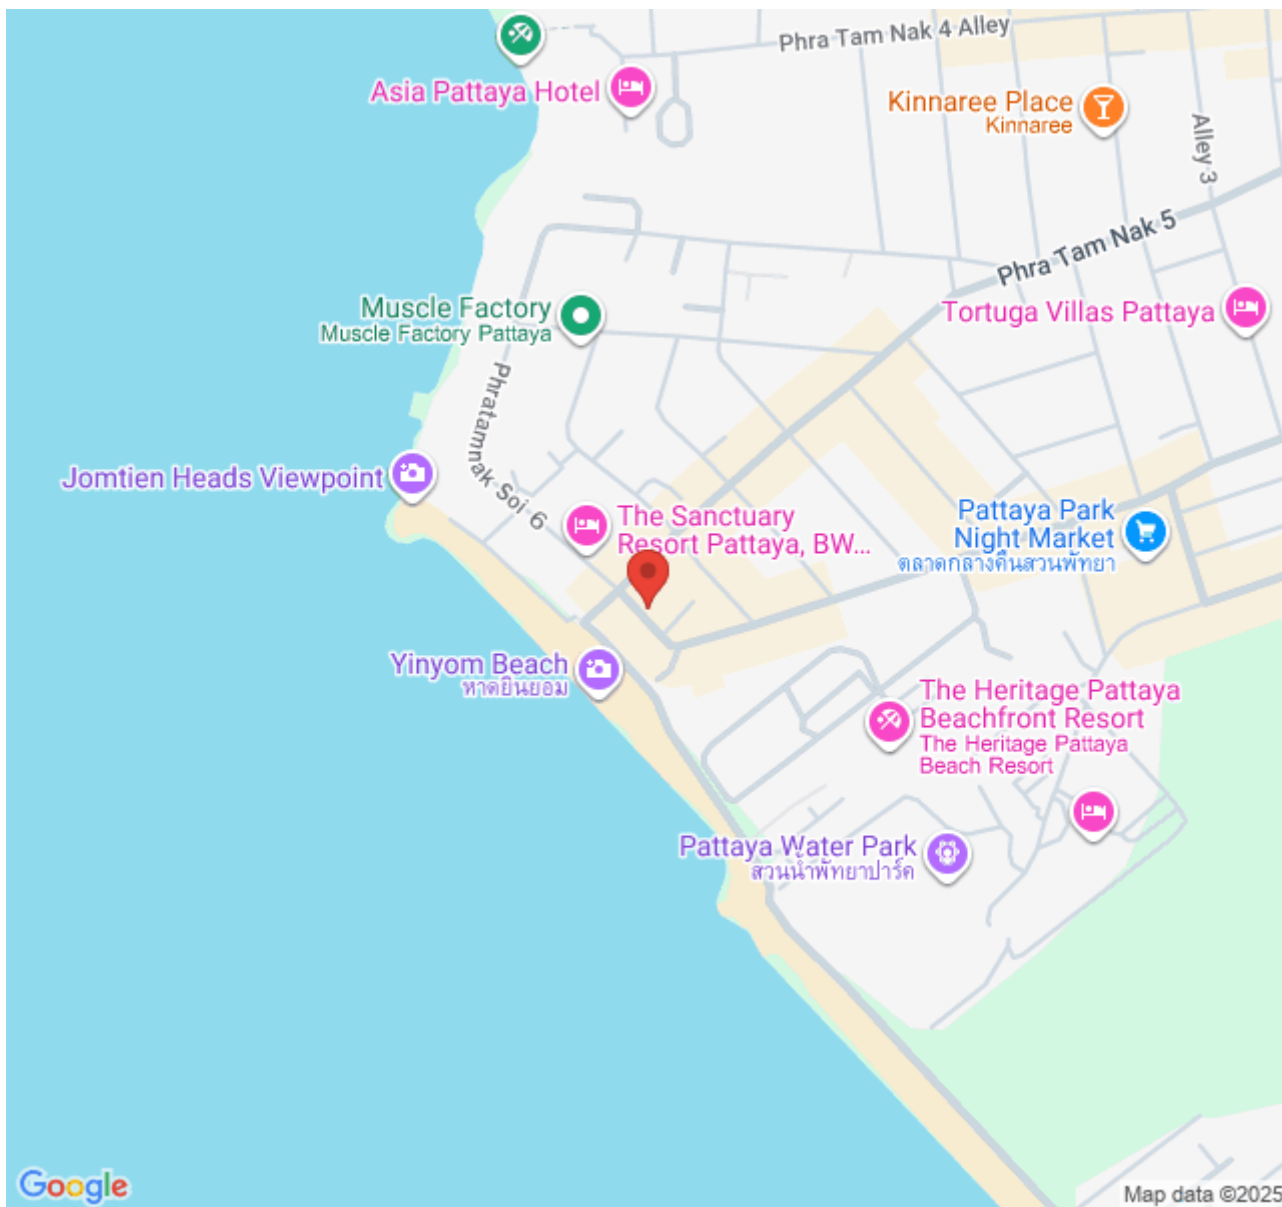 Phra Tam Nak 4 Alley
Asia Pattaya Hotel
Kinnaree Place
Kinnaree
Alley 3
Phra Tam Nak 5
Muscle Factory
Muscle Factory Pattaya
Tortuga Villas Pattaya
Phratamnak Soi 6
Jomtien Heads Viewpoint
The Sanctuary
Resort Pattaya, BW...
Pattaya Park
Night Market
ตลาดกลางคืนสวนพัทยา
Yinyom Beach
หาดยินยอม
The Heritage Pattaya
Beachfront Resort
The Heritage Pattaya
Beach Resort
Pattaya Water Park
สวนน้ำพัทยาปาร์ค
Google
Map data ©2025